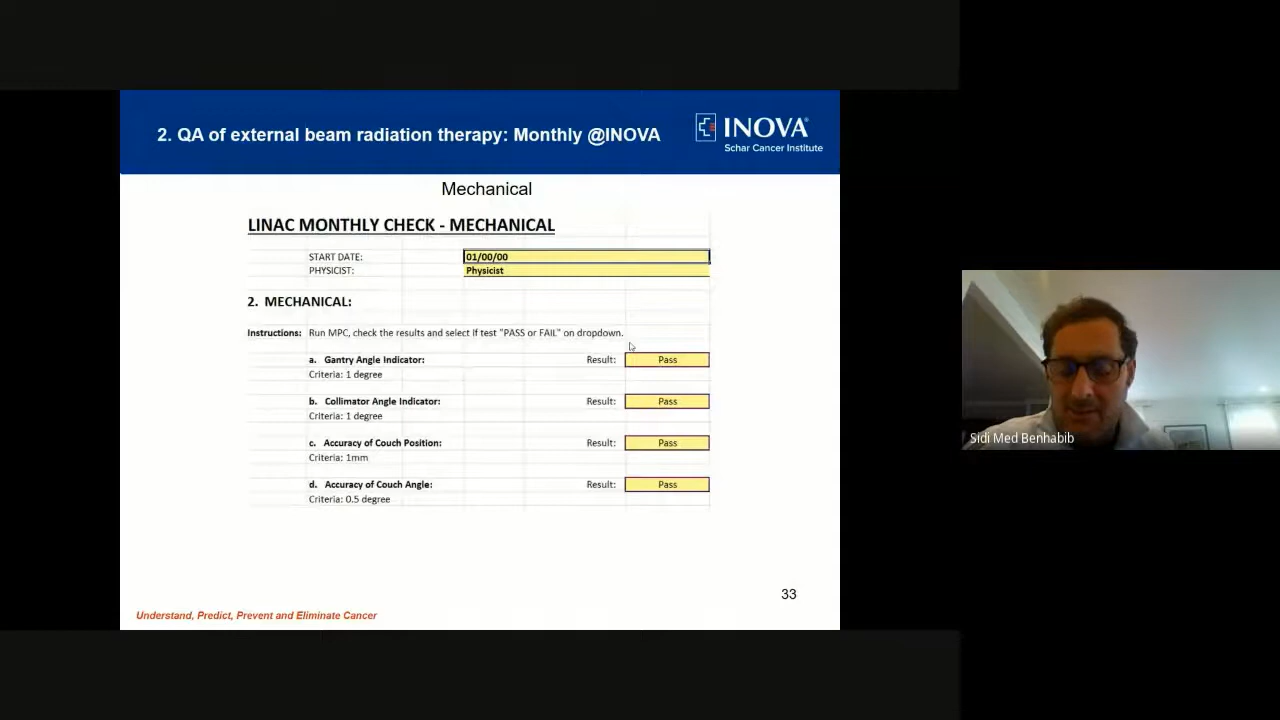 2. QA of external beam radiation therapy: Monthly @INOVA
INOVA®
Schar Cancer Institute
Mechanical
LINAC MONTHLY CHECK - MECHANICAL
START DATE: 01/00/00
PHYSICIST: Physicist
2. MECHANICAL:
Instructions: Run MPC, check the results and select if test "PASS or FAIL" on dropdown.
a. Gantry Angle Indicator: Result: Pass
Criteria: 1 degree
b. Collimator Angle Indicator: Result: Pass
Criteria: 1 degree
c. Accuracy of Couch Position: Result: Pass
Criteria: 1mm
d. Accuracy of Couch Angle: Result: Pass
Criteria: 0.5 degree
33
Understand, Predict, Prevent and Eliminate Cancer
Sidi Med Benhabib